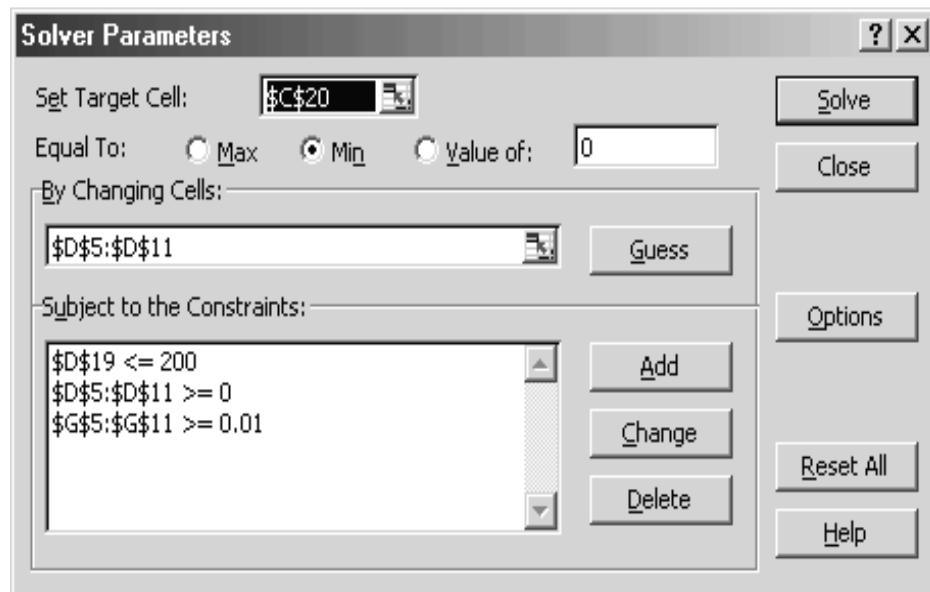 Solver Parameters
Set Target Cell: $C$20
Solve
Equal To: Max Min Value of: 0
Close
By Changing Cells:
$D$5:$D$11
Guess
Subject to the Constraints:
Options
$D$19 <= 200
Add
$D$5:$D$11 >= 0
$G$5:$G$11 >= 0.01
Change
Reset All
Delete
Help